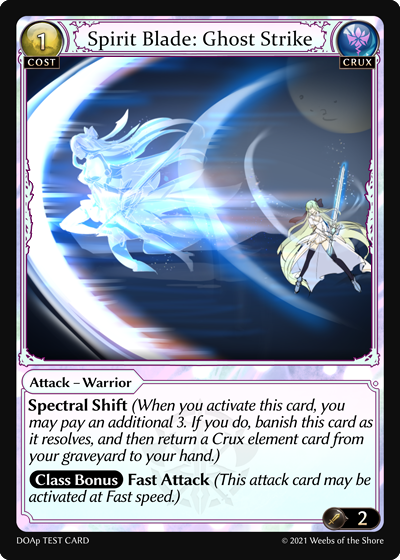 1
COST
Spirit Blade: Ghost Strike
CRUX
Attack – Warrior
Spectral Shift (When you activate this card, you
may pay an additional 3. If you do, banish this card as
it resolves, and then return a Crux element card from
your graveyard to your hand.)
Class Bonus Fast Attack (This attack card may be
activated at Fast speed.)
2
DOAp TEST CARD
© 2021 Weebs of the Shore